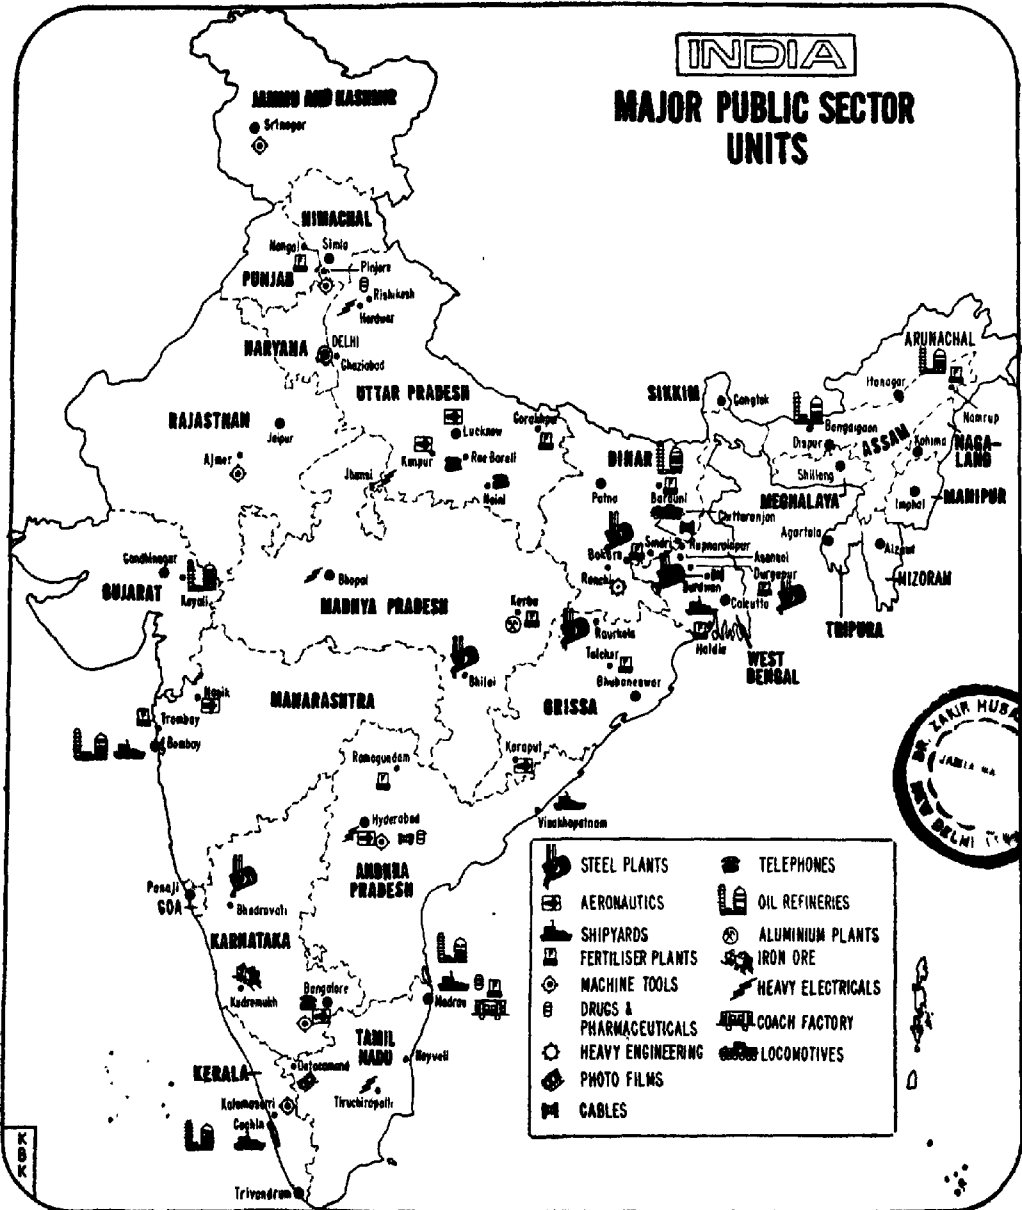 INDIA
MAJOR PUBLIC SECTOR
UNITS
JAMMU AND KASHMIR
Srinagar
HIMACHAL
Nangal
Simla
PUNJAB
Pinjore
Rishikesh
Hardwar
HARYANA
DELHI
Ghaziabad
UTTAR PRADESH
RAJASTHAN
Jaipur
Ajmer
Lucknow
Gorakhpur
Kanpur
Rae Bareli
Jhansi
Naini
SIKKIM
Gangtok
ARUNACHAL
Itanagar
Namrup
Bongaigaon
Dispur
ASSAM
Kohima
NAGA-
LAND
Shillong
MEGHALAYA
Imphal
MANIPUR
Agartala
Aizawl
MIZORAM
TRIPURA
BIHAR
Patna
Barauni
Chittaranjan
Sindri
Rupnarainpur
Bokaro
Asansol
Ranchi
Durgapur
Burdwan
Calcutta
Haldia
WEST
BENGAL
Gandhinagar
GUJARAT
Koyali
Bhopal
MADHYA PRADESH
Korba
Rourkela
Talcher
Bhubaneswar
ORISSA
Bhilai
Nasik
MAHARASHTRA
Trombay
Bombay
Koraput
Ramagundam
Hyderabad
Visakhapatnam
ANDHRA
PRADESH
Panaji
GOA
Bhadravati
KARNATAKA
Kudremukh
Bangalore
Madras
TAMIL
NADU
Neyveli
KERALA
Ootacamund
Tiruchirapalli
Kalamaserri
Cochin
Trivandrum
STEEL PLANTS
AERONAUTICS
SHIPYARDS
FERTILISER PLANTS
MACHINE TOOLS
DRUGS &
PHARMACEUTICALS
HEAVY ENGINEERING
PHOTO FILMS
CABLES
TELEPHONES
OIL REFINERIES
ALUMINIUM PLANTS
IRON ORE
HEAVY ELECTRICALS
COACH FACTORY
LOCOMOTIVES
DR. ZAKIR HUSA
JAMIA
NEW DELHI
KBK